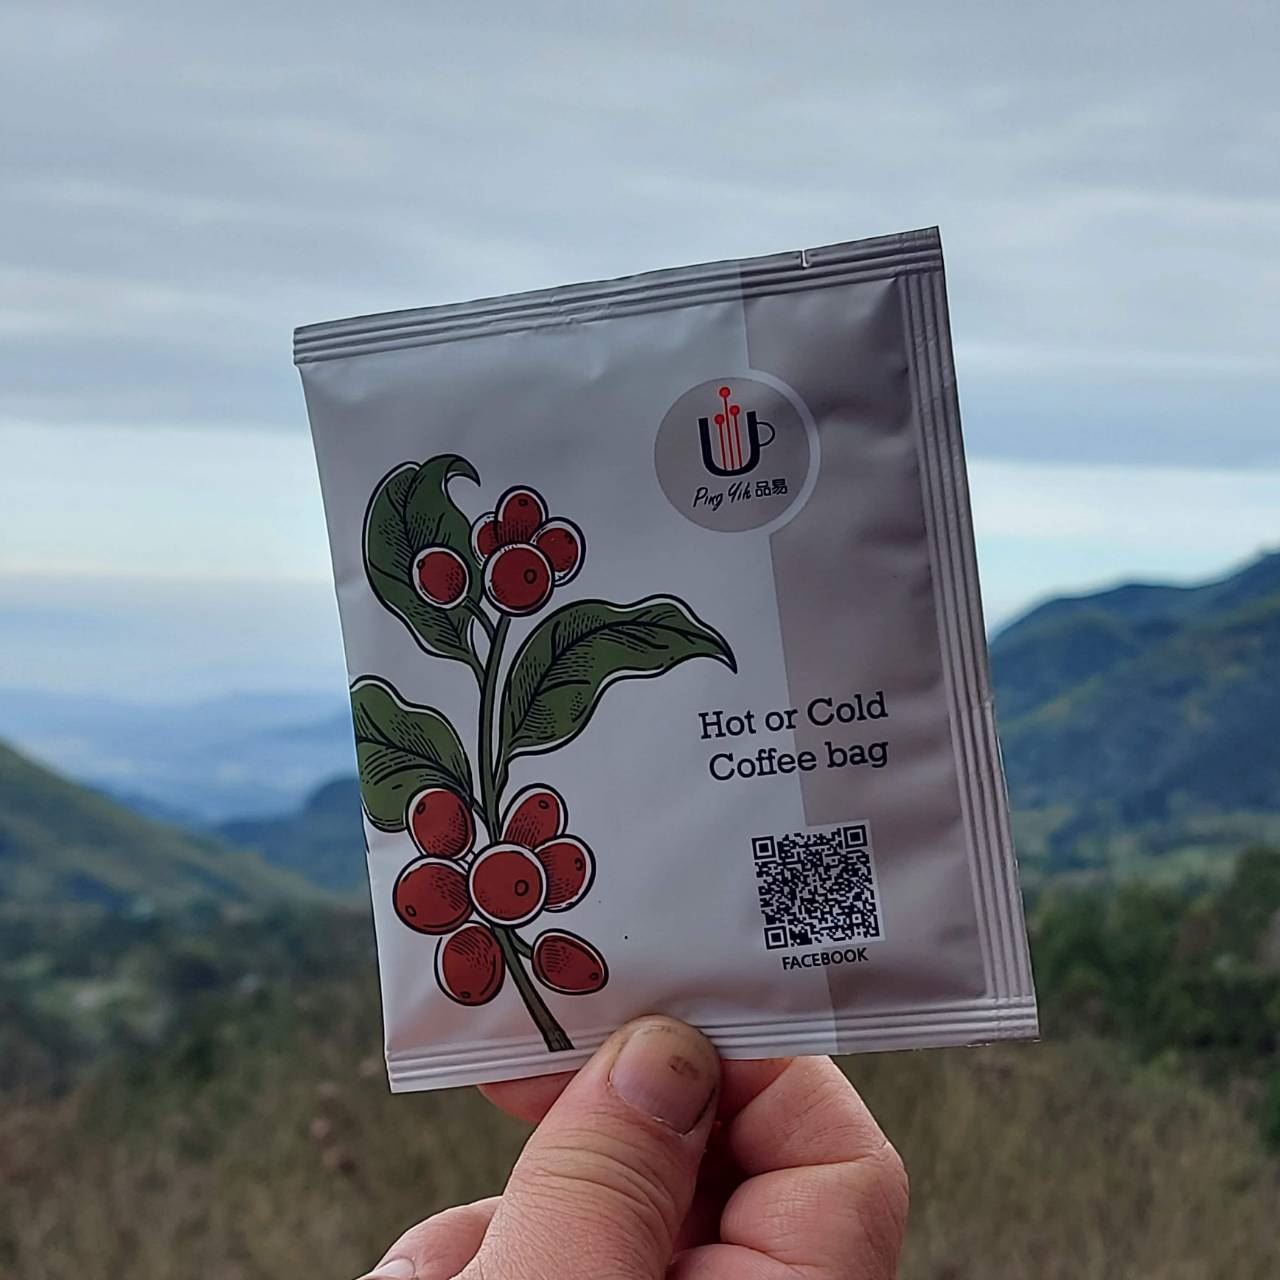 Ping Yih 品易
Hot or Cold
Coffee bag
FACEBOOK